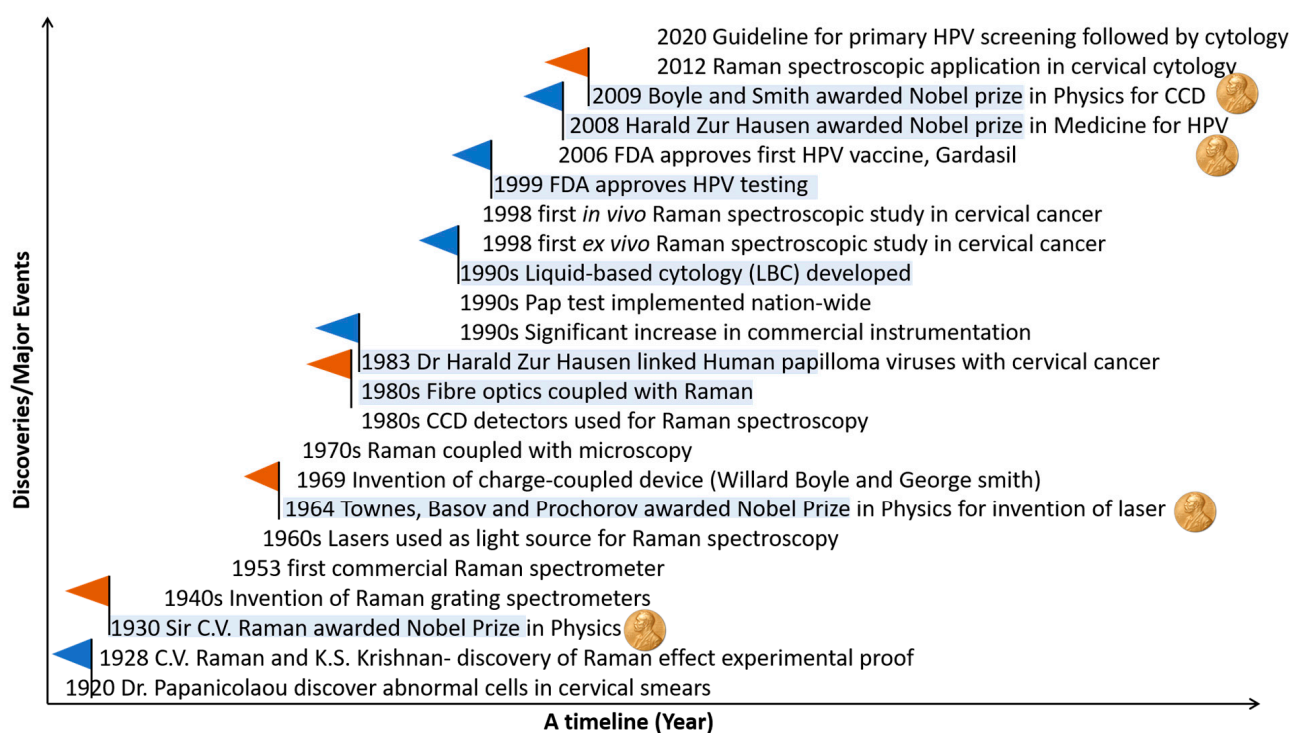 2020 Guideline for primary HPV screening followed by cytology
2012 Raman spectroscopic application in cervical cytology
2009 Boyle and Smith awarded Nobel prize in Physics for CCD
2008 Harald Zur Hausen awarded Nobel prize in Medicine for HPV
2006 FDA approves first HPV vaccine, Gardasil
1999 FDA approves HPV testing
1998 first in vivo Raman spectroscopic study in cervical cancer
1998 first ex vivo Raman spectroscopic study in cervical cancer
1990s Liquid-based cytology (LBC) developed
1990s Pap test implemented nation-wide
1990s Significant increase in commercial instrumentation
1983 Dr Harald Zur Hausen linked Human papilloma viruses with cervical cancer
1980s Fibre optics coupled with Raman
1980s CCD detectors used for Raman spectroscopy
1970s Raman coupled with microscopy
1969 Invention of charge-coupled device (Willard Boyle and George smith)
1964 Townes, Basov and Prochorov awarded Nobel Prize in Physics for invention of laser
1960s Lasers used as light source for Raman spectroscopy
1953 first commercial Raman spectrometer
1940s Invention of Raman grating spectrometers
1930 Sir C.V. Raman awarded Nobel Prize in Physics
1928 C.V. Raman and K.S. Krishnan- discovery of Raman effect experimental proof
1920 Dr. Papanicolaou discover abnormal cells in cervical smears
Discoveries/Major Events
A timeline (Year)